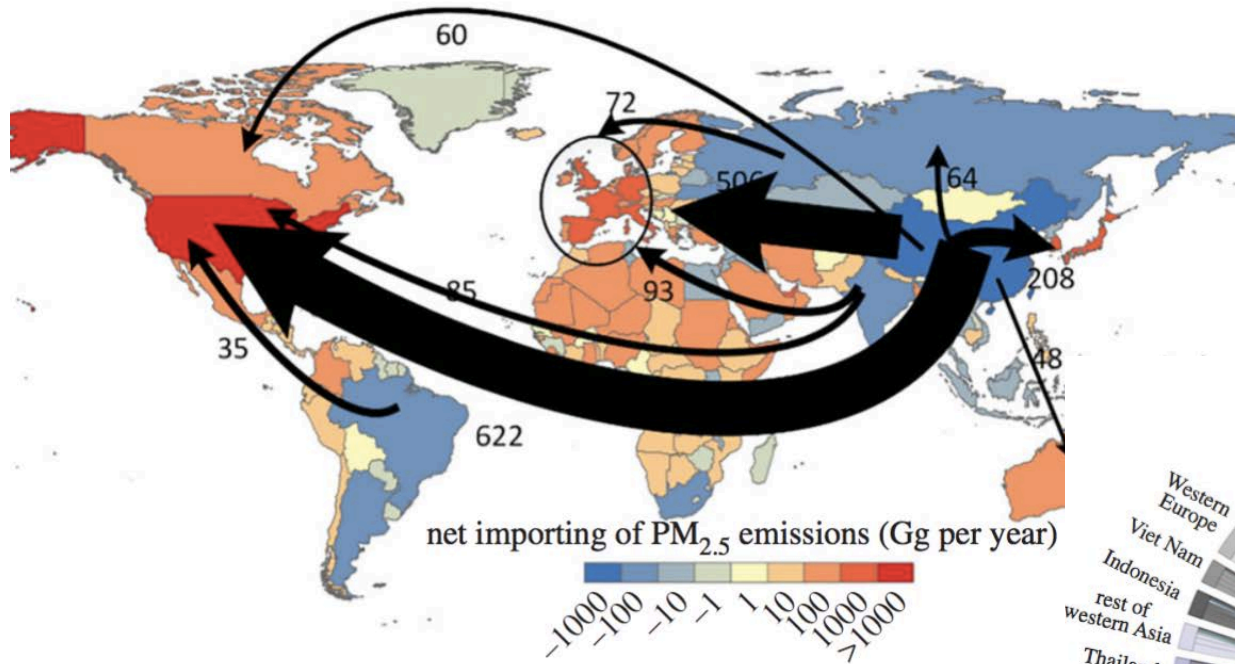 60
72
506
64
208
85
93
35
48
622
net importing of PM2.5 emissions (Gg per year)
−1000
−100
−10
−1
1
10
100
1000
>1000
Western
Europe
Viet Nam
Indonesia
rest of
western Asia